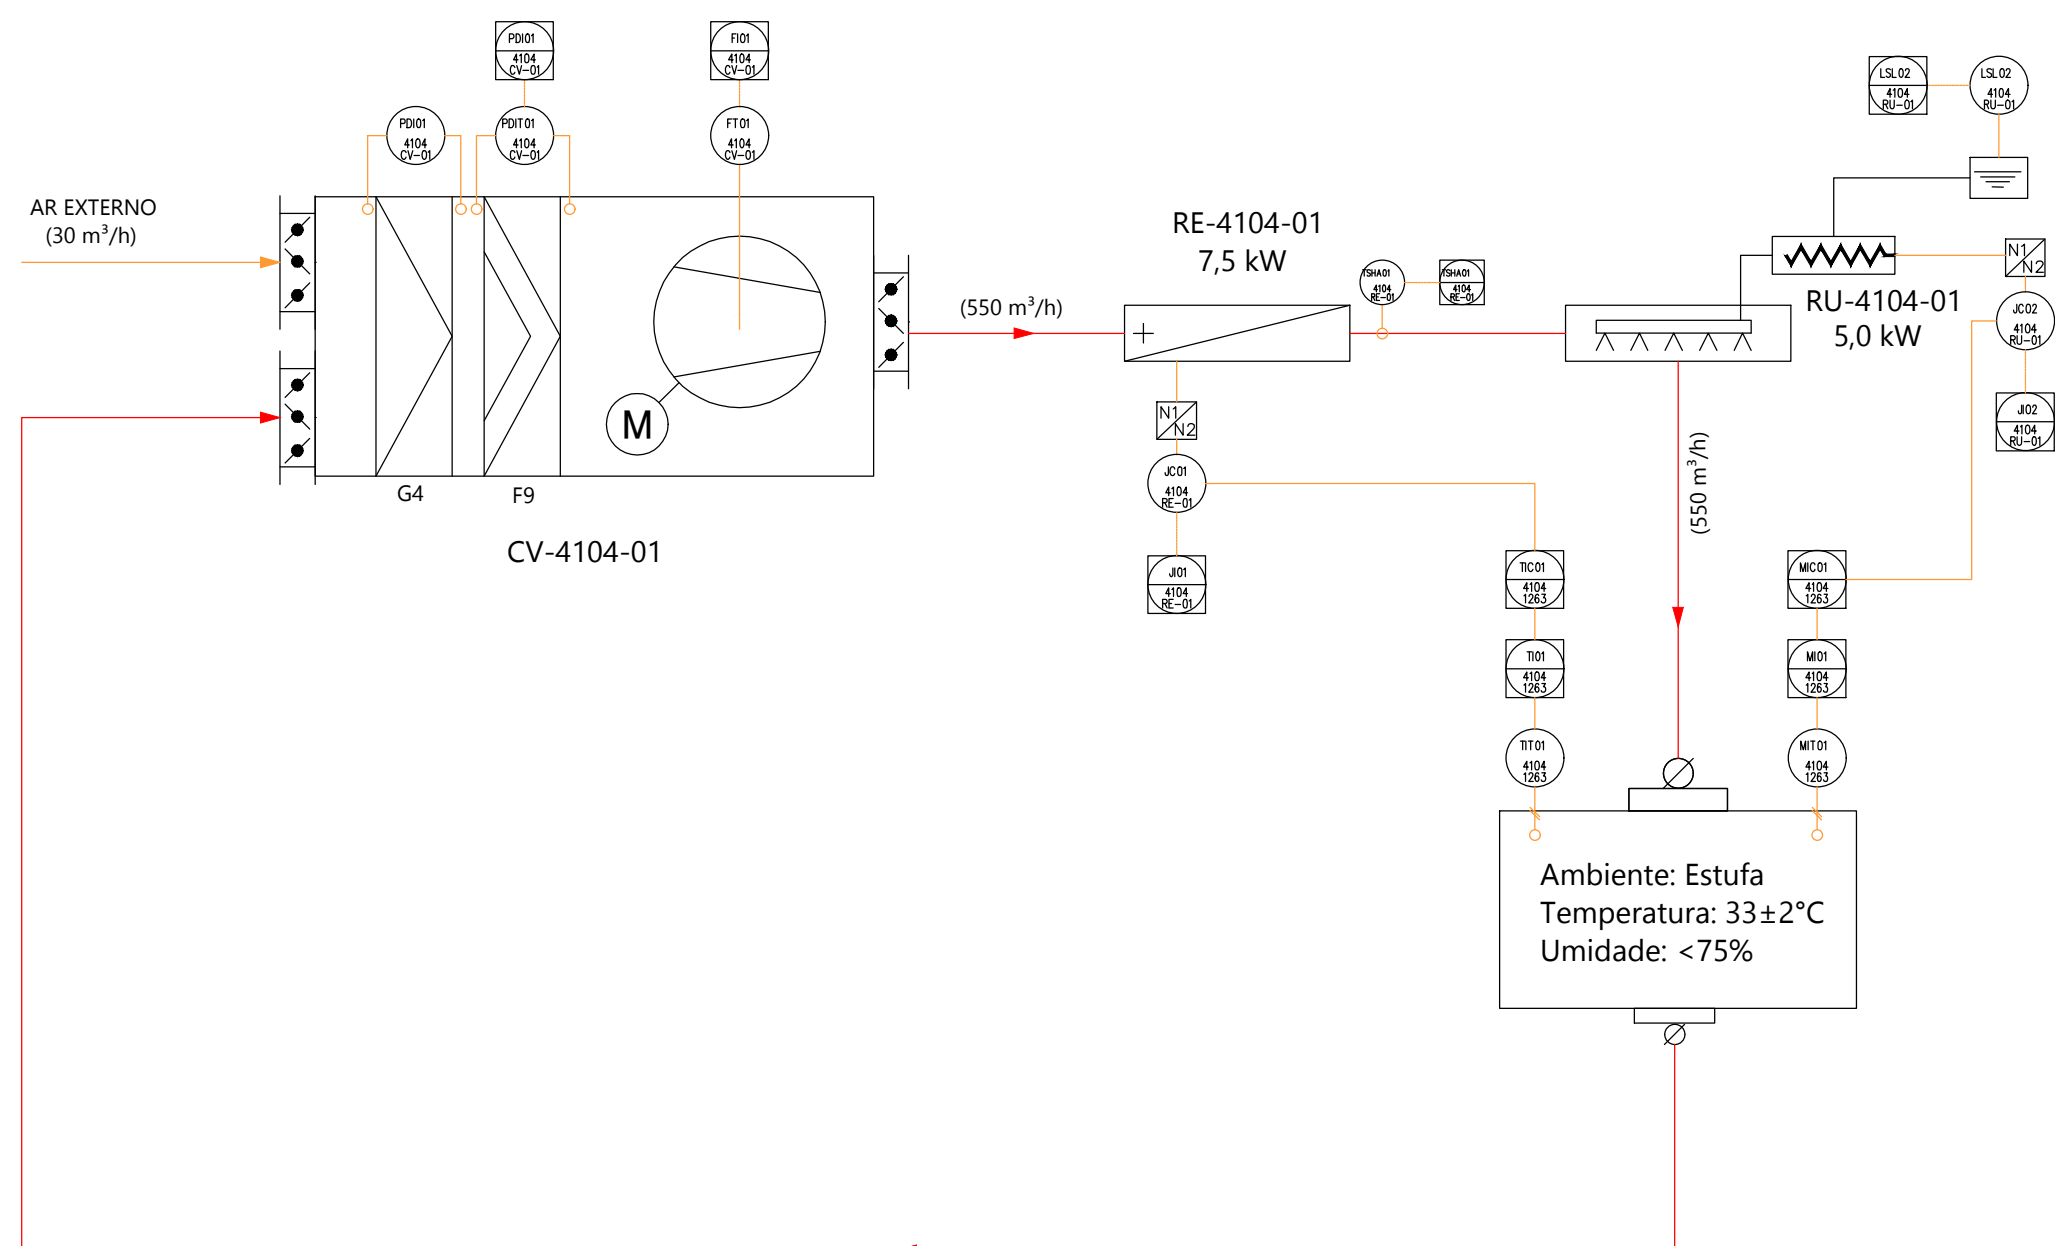 PDI01
4104
CV-01
FI01
4104
CV-01
LSL02
4104
RU-01
LSL02
4104
RU-01
PDI01
4104
CV-01
PDIT01
4104
CV-01
FT01
4104
CV-01
AR EXTERNO
(30 m³/h)
RE-4104-01
7,5 kW
TSHA01
4104
RE-01
TSHA01
4104
RE-01
N1
N2
(550 m³/h)
RU-4104-01
5,0 kW
JC02
4104
RU-01
M
N1
N2
JI02
4104
RU-01
G4
F9
JC01
4104
RE-01
(550 m³/h)
CV-4104-01
JI01
4104
RE-01
TIC01
4104
1263
MIC01
4104
1263
TI01
4104
1263
MI01
4104
1263
TIT01
4104
1263
MIT01
4104
1263
Ambiente: Estufa
Temperatura: 33±2°C
Umidade: <75%